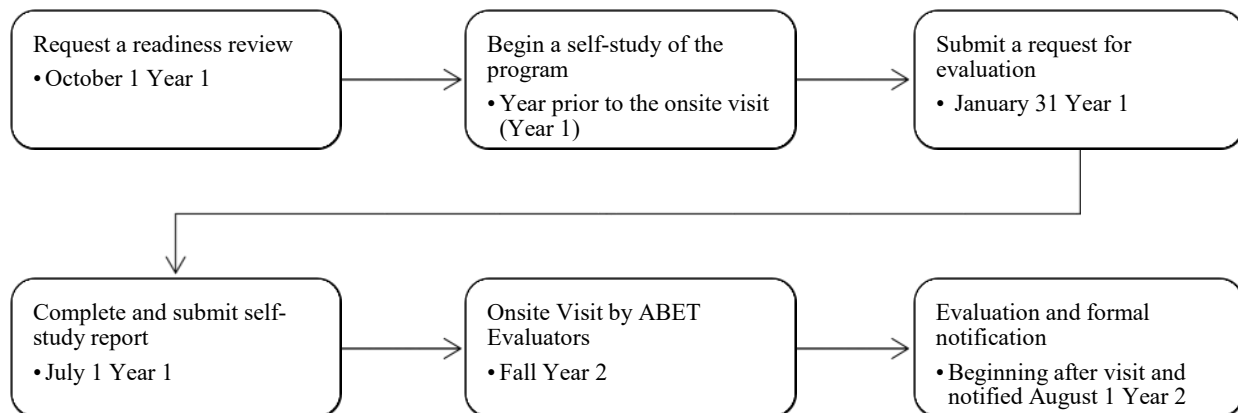 Request a readiness review
• October 1 Year 1
Begin a self-study of the
program
• Year prior to the onsite visit
(Year 1)
Submit a request for
evaluation
• January 31 Year 1
Complete and submit self-
study report
• July 1 Year 1
Onsite Visit by ABET
Evaluators
• Fall Year 2
Evaluation and formal
notification
• Beginning after visit and
notified August 1 Year 2